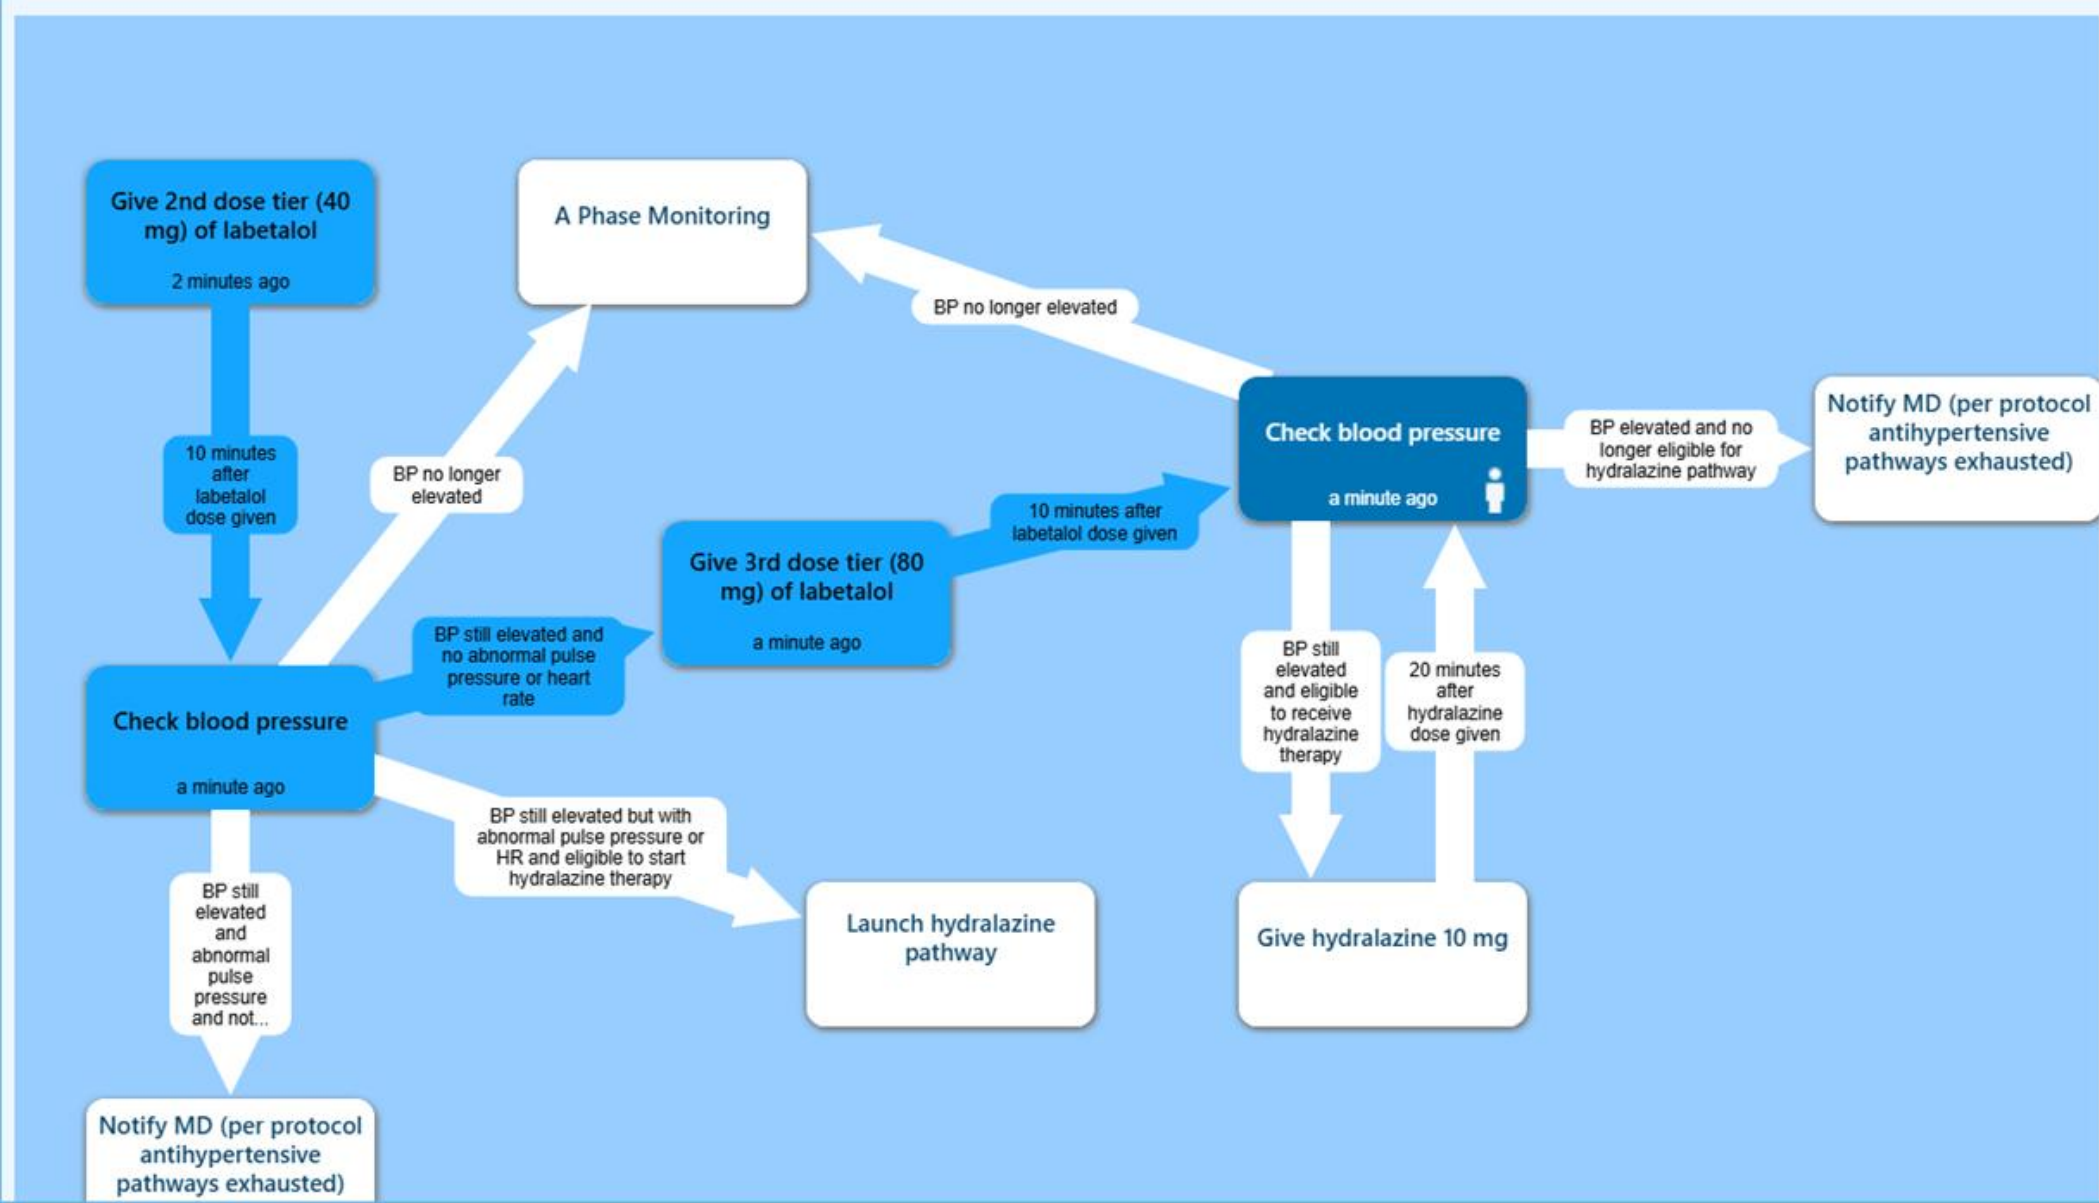 Give 2nd dose tier (40
mg) of labetalol
2 minutes ago
A Phase Monitoring
BP no longer elevated
Check blood pressure
a minute ago
BP elevated and no
longer eligible for
hydralazine pathway
Notify MD (per protocol
antihypertensive
pathways exhausted)
10 minutes
after
labetalol
dose given
BP no longer
elevated
10 minutes after
labetalol dose given
Give 3rd dose tier (80
mg) of labetalol
a minute ago
BP still elevated and
no abnormal pulse
pressure or heart
rate
Check blood pressure
a minute ago
BP still
elevated
and eligible
to receive
hydralazine
therapy
20 minutes
after
hydralazine
dose given
BP still elevated but with
abnormal pulse pressure or
HR and eligible to start
hydralazine therapy
BP still
elevated
and
abnormal
pulse
pressure
and not...
Launch hydralazine
pathway
Give hydralazine 10 mg
Notify MD (per protocol
antihypertensive
pathways exhausted)